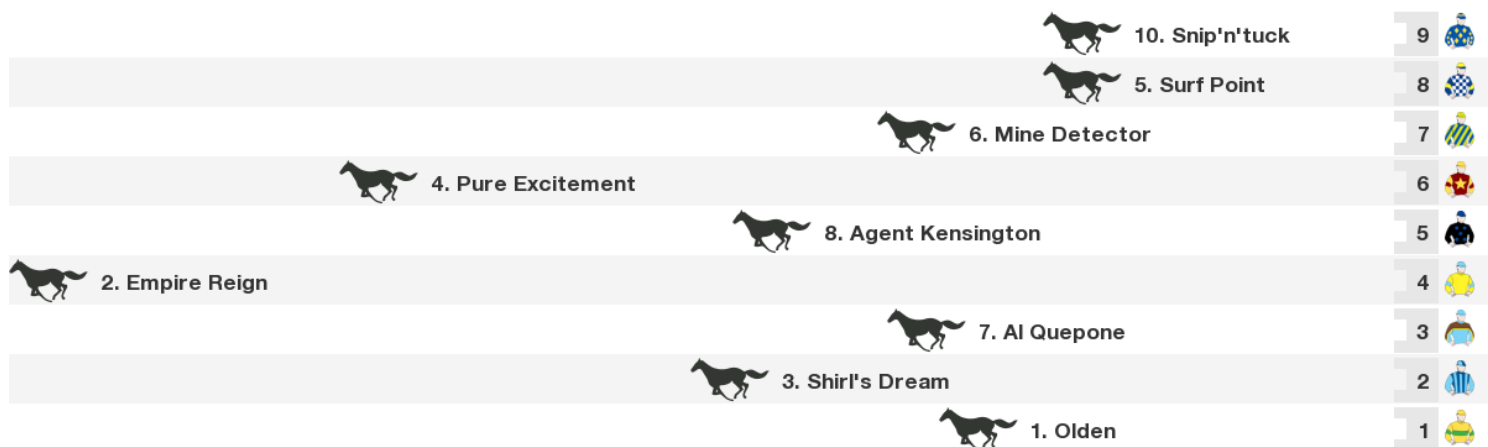 10. Snip'n'tuck 9
5. Surf Point 8
6. Mine Detector 7
4. Pure Excitement 6
8. Agent Kensington 5
2. Empire Reign 4
7. Al Quepone 3
3. Shirl's Dream 2
1. Olden 1